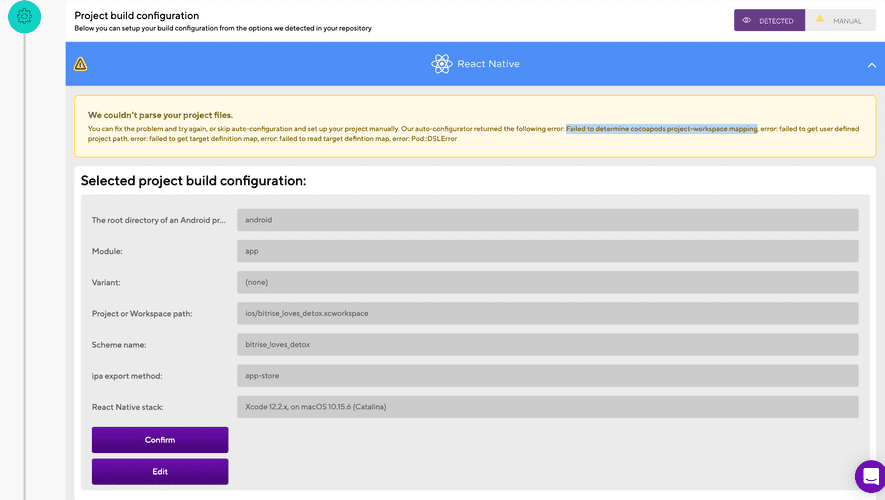 Project build configuration
Below you can setup your build configuration from the options we detected in your repository
DETECTED
MANUAL
React Native
We couldn't parse your project files.
You can fix the problem and try again, or skip auto-configuration and set up your project manually. Our auto-configurator returned the following error: Failed to determine cocoapods project-workspace mapping, error: failed to get user defined
project path, error: failed to get target definition map, error: failed to read target defintion map, error: Pod::DSLError
Selected project build configuration:
The root directory of an Android pr... android
Module: app
Variant: (none)
Project or Workspace path: ios/bitrise_loves_detox.xcworkspace
Scheme name: bitrise_loves_detox
ipa export method: app-store
React Native stack: Xcode 12.2.x, on macOS 10.15.6 (Catalina)
Confirm
Edit